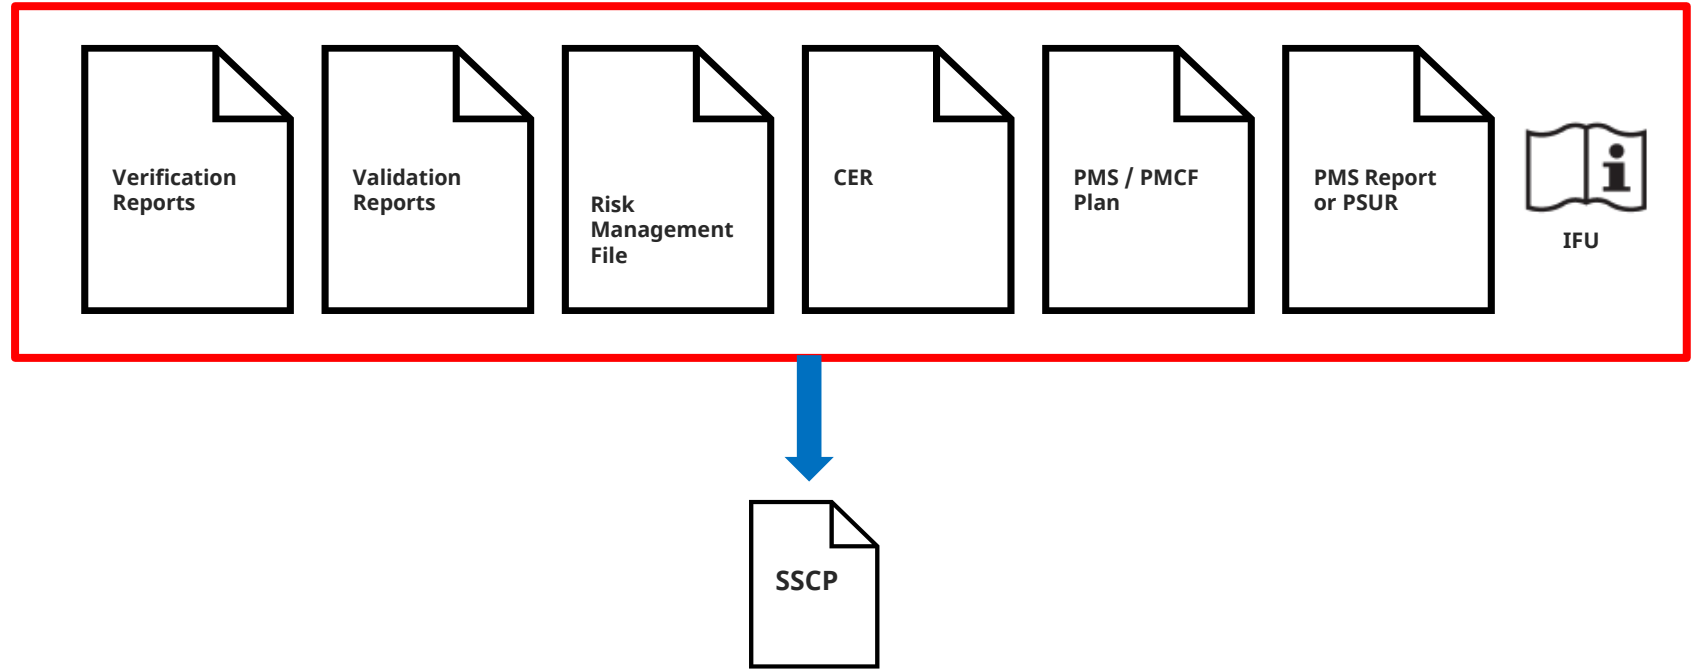 Verification
Reports
Validation
Reports
Risk
Management
File
CER
PMS / PMCF
Plan
PMS Report
or PSUR
IFU
SSCP